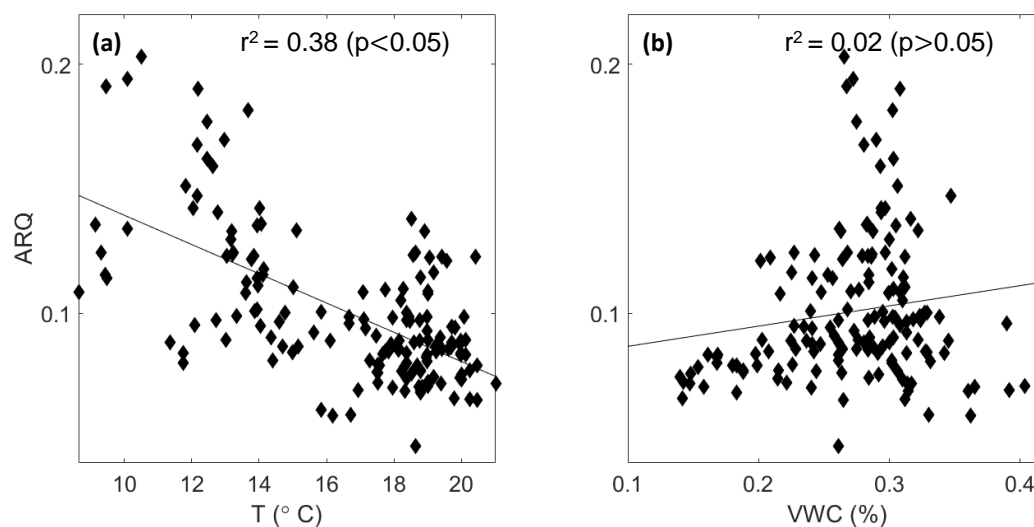 (a) r² = 0.38 (p<0.05)
0.2
ARQ
0.1
10 12 14 16 18 20
T (° C)
(b) r² = 0.02 (p>0.05)
0.2
0.1
0.1 0.2 0.3 0.4
VWC (%)